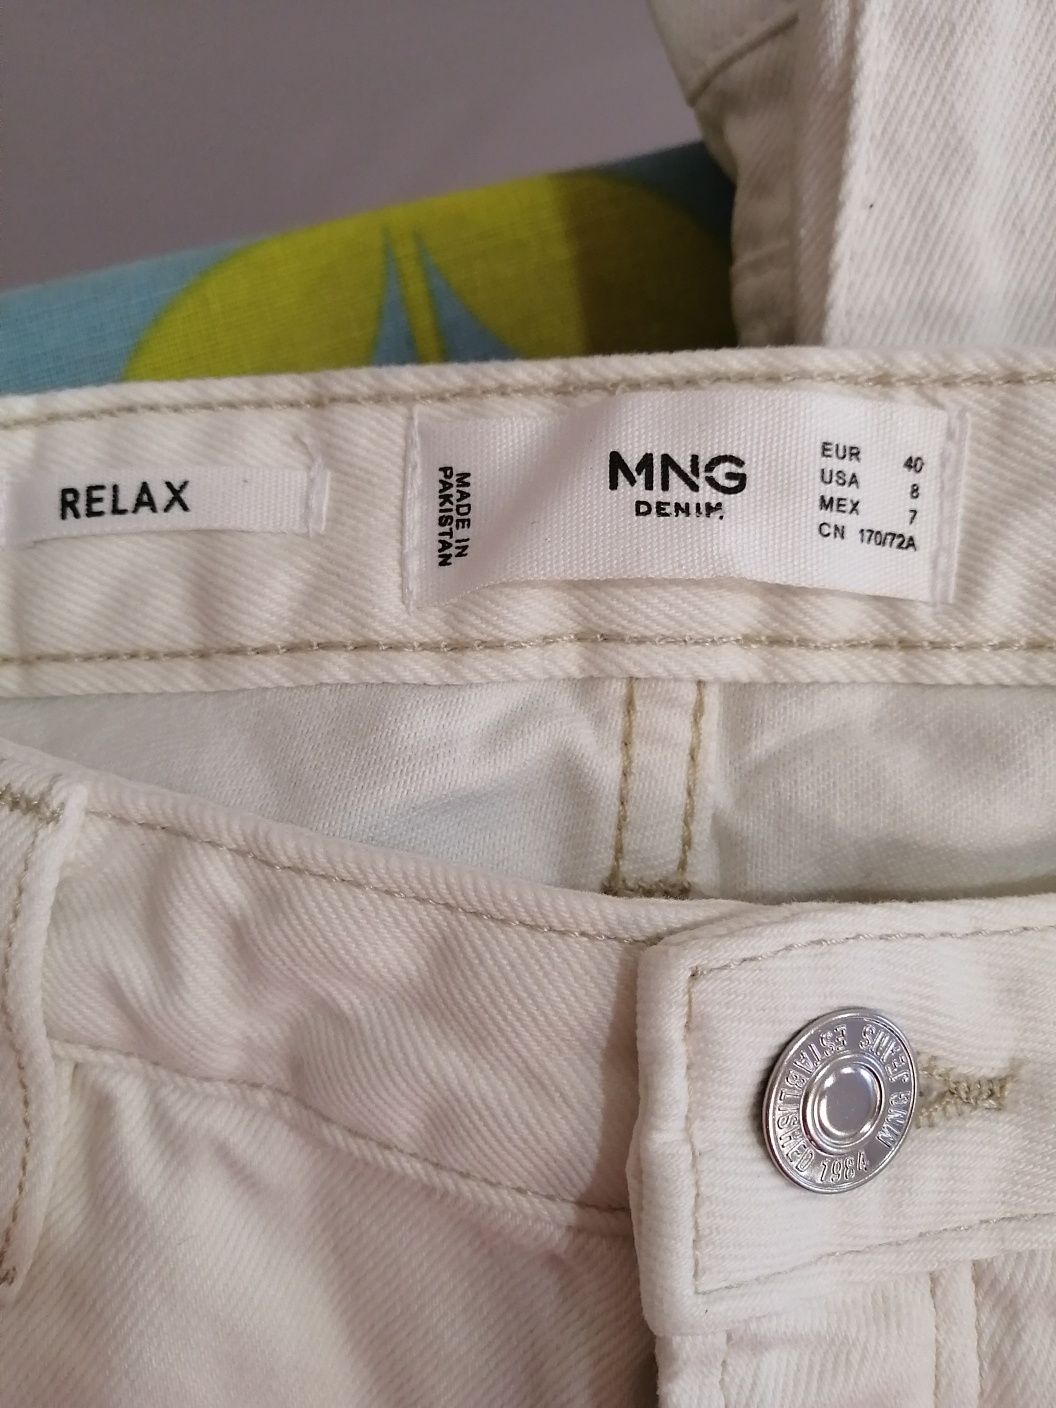 RELAX
MADE IN
PAKISTAN
MNG
DENIM
EUR 40
USA 8
MEX 7
CN 170/72A
MNG JEANS ESTABLISHED 1984